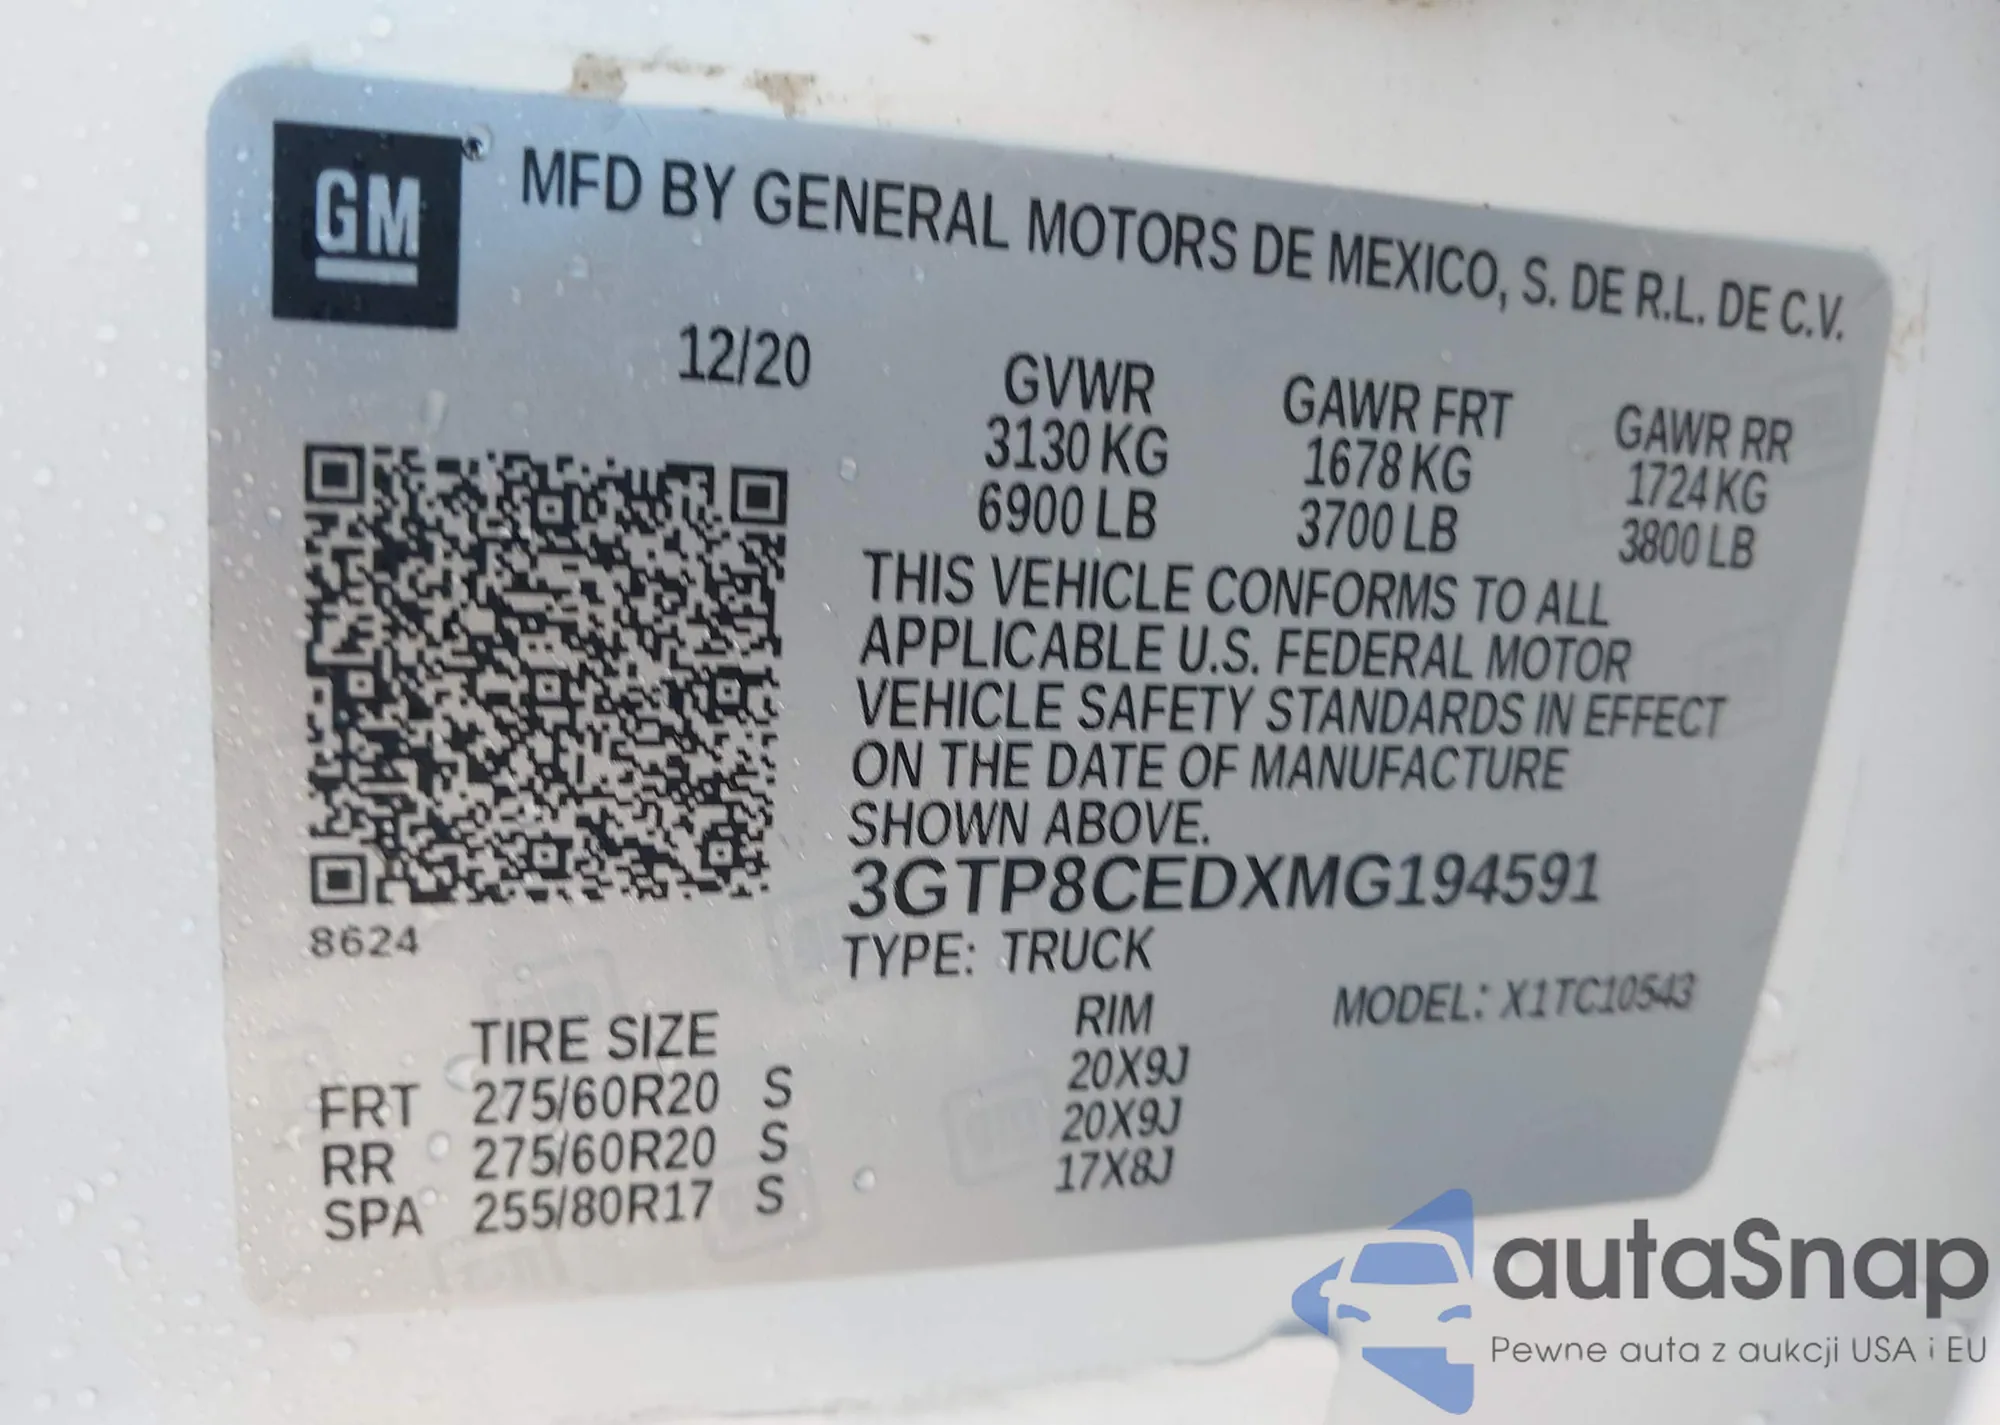 GM
MFD BY GENERAL MOTORS DE MEXICO, S. DE R.L. DE C.V.
12/20
GVWR GAWR FRT GAWR RR
3130 KG 1678 KG 1724 KG
6900 LB 3700 LB 3800 LB
THIS VEHICLE CONFORMS TO ALL
APPLICABLE U.S. FEDERAL MOTOR
VEHICLE SAFETY STANDARDS IN EFFECT
ON THE DATE OF MANUFACTURE
SHOWN ABOVE.
3GTP8CEDXMG194591
8624
TYPE: TRUCK
MODEL: X1TC10543
TIRE SIZE RIM
FRT 275/60R20 S 20X9J
RR 275/60R20 S 20X9J
SPA 255/80R17 S 17X8J
autaSnap
Pewne auta z aukcji USA i EU